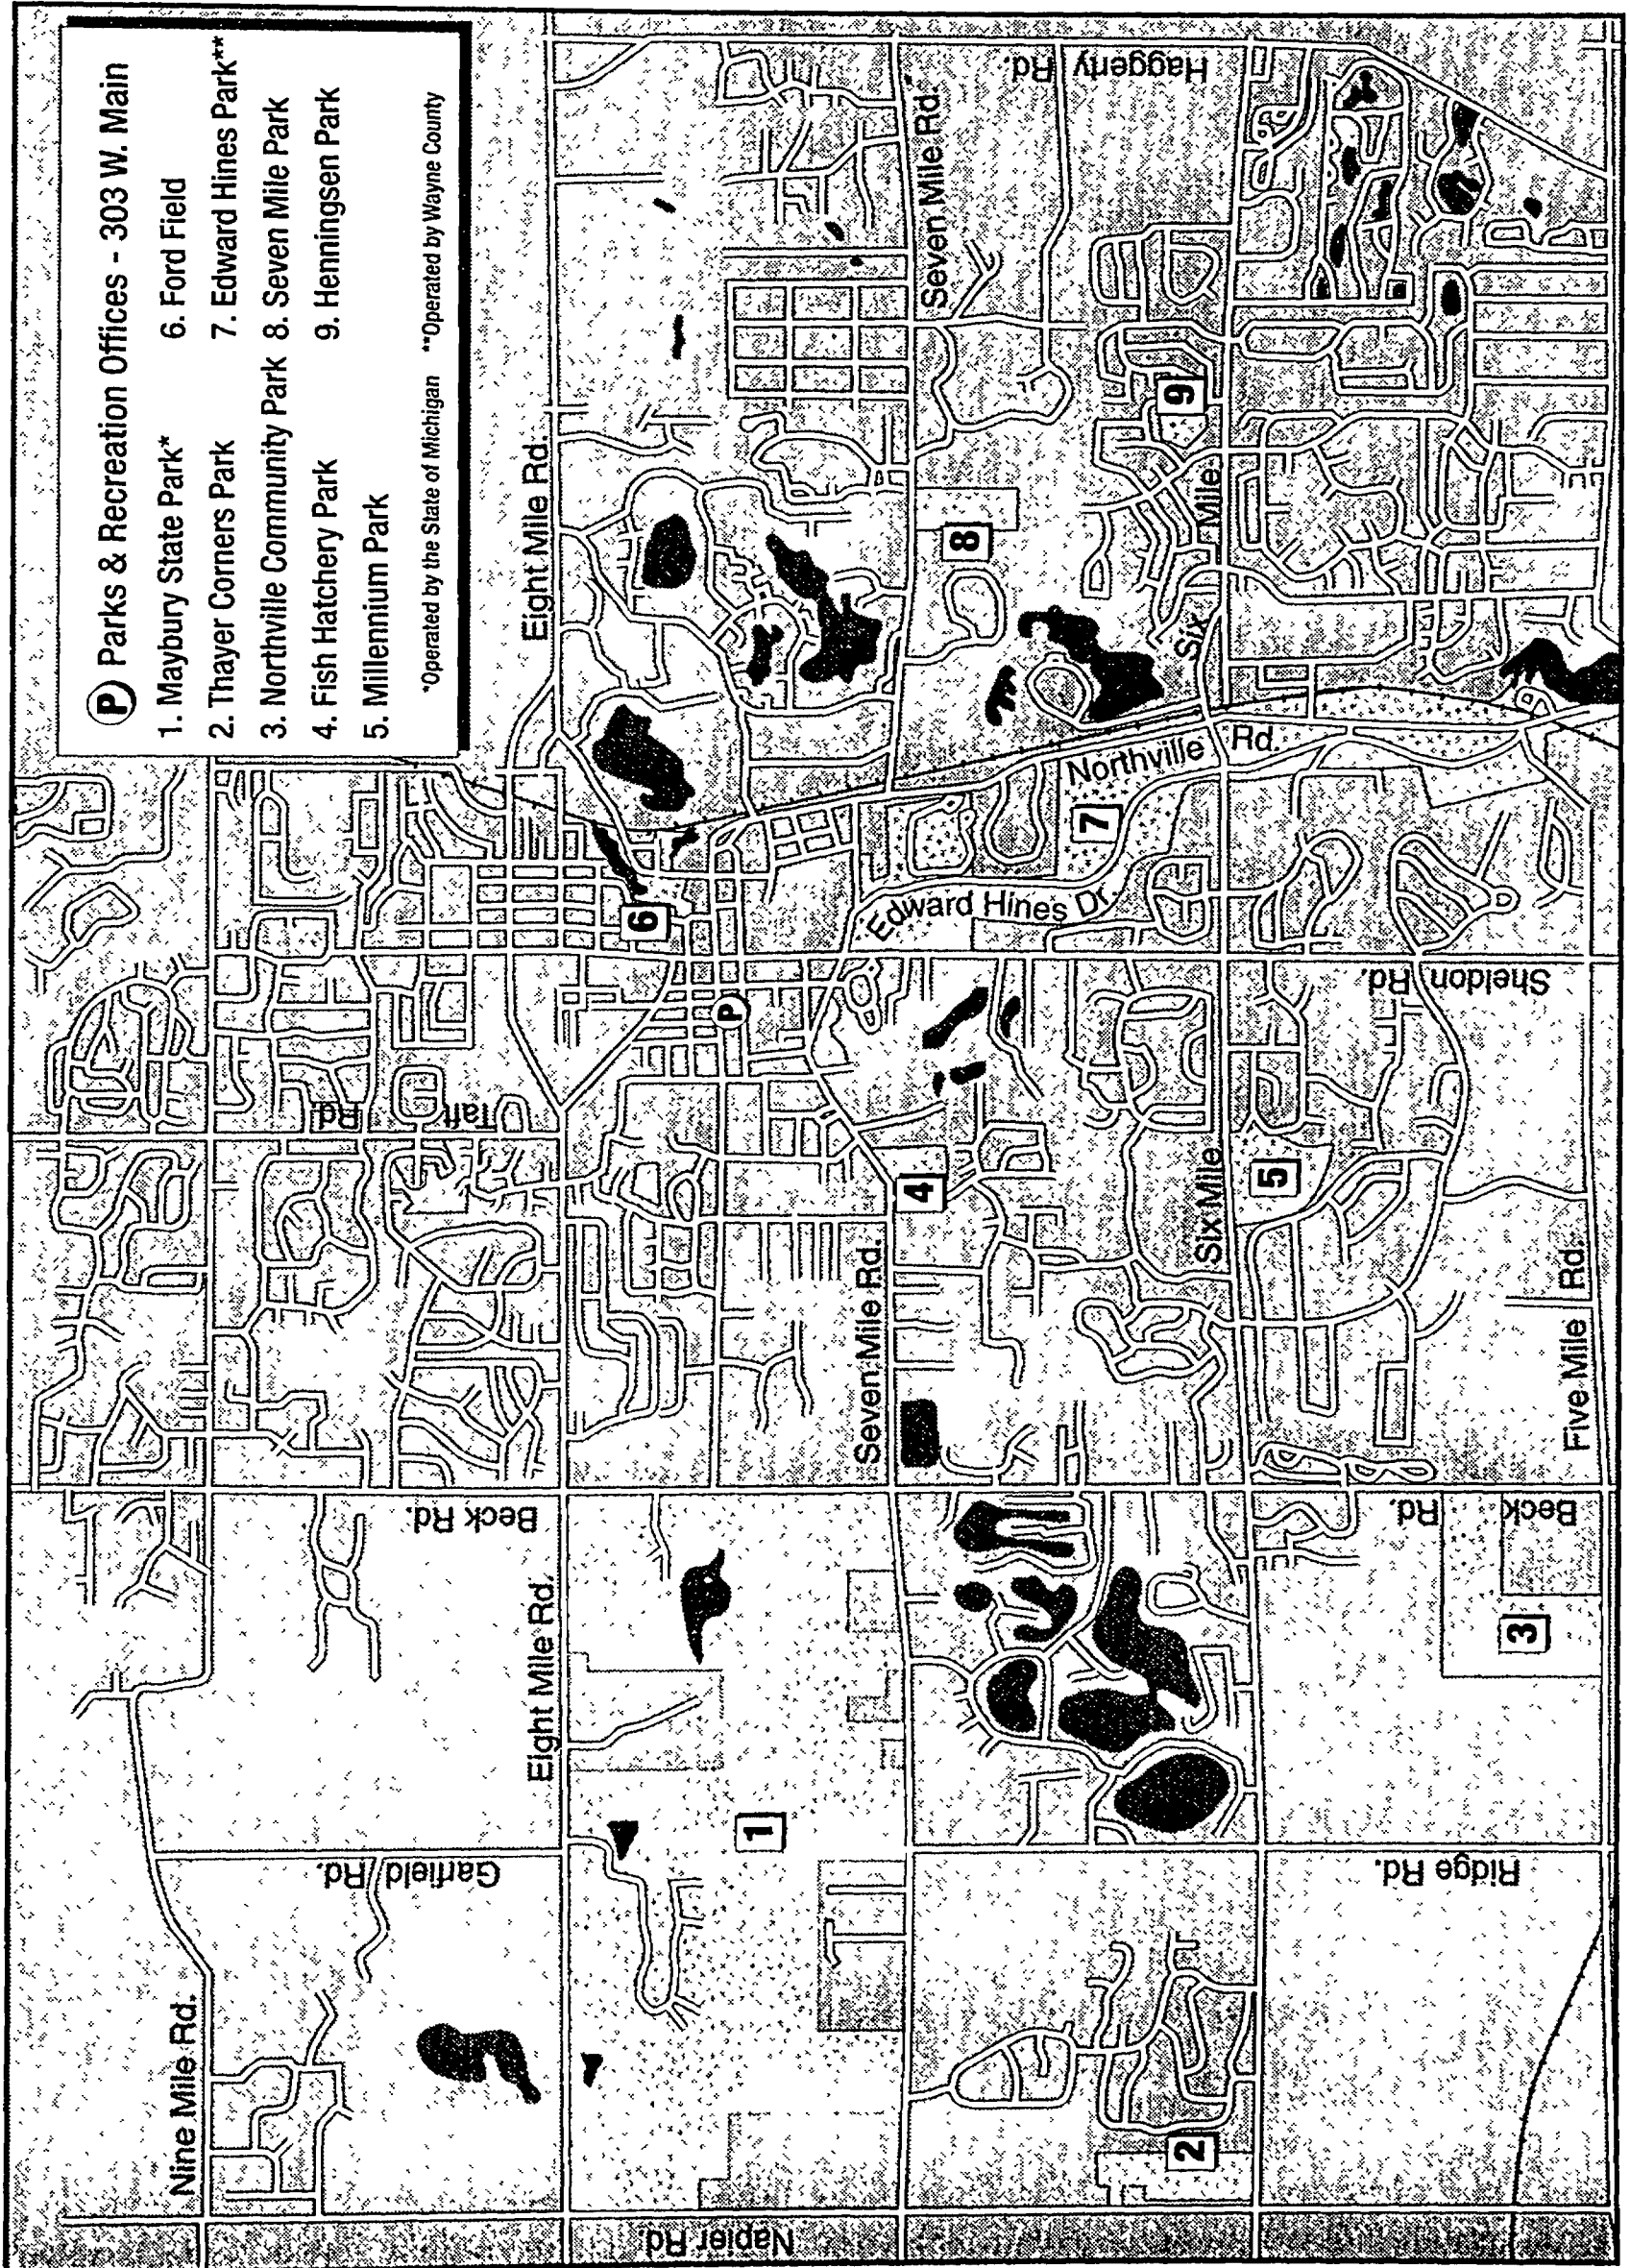 P Parks & Recreation Offices - 303 W. Main
1. Maybury State Park*
2. Thayer Corners Park
3. Northville Community Park
4. Fish Hatchery Park
5. Millennium Park
6. Ford Field
7. Edward Hines Park**
8. Seven Mile Park
9. Henningsen Park
*Operated by the State of Michigan **Operated by Wayne County
Nine Mile Rd.
Taft Rd.
Garfield Rd.
Beck Rd.
Eight Mile Rd.
Eight Mile Rd.
Napier Rd.
Seven Mile Rd.
Seven Mile Rd.
Haggerty Rd.
Edward Hines Dr.
Northville Rd.
Six Mile
Six Mile
Sheldon Rd.
Ridge Rd.
Beck Rd.
Five Mile Rd.
1
2
3
4
5
6
7
8
9
P